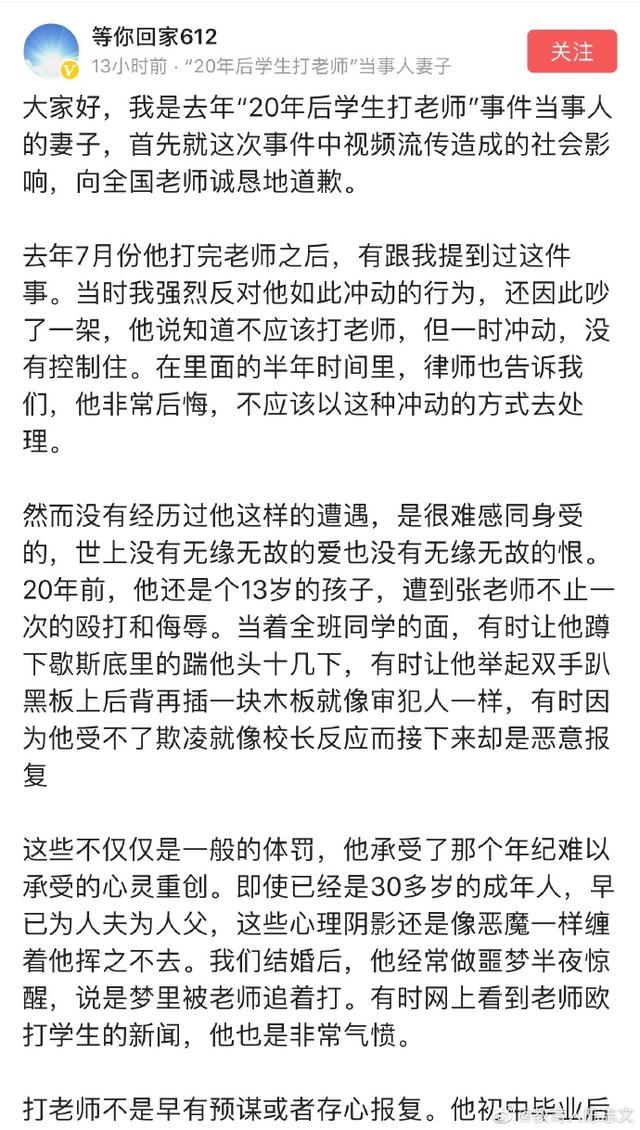 等你回家612
13小时前 · “20年后学生打老师”当事人妻子
关注
大家好，我是去年“20年后学生打老师”事件当事人
的妻子，首先就这次事件中视频流传造成的社会影
响，向全国老师诚恳地道歉。
去年7月份他打完老师之后，有跟我提到过这件
事。当时我强烈反对他如此冲动的行为，还因此吵
了一架，他说知道不应该打老师，但一时冲动，没
有控制住。在里面的半年时间里，律师也告诉我
们，他非常后悔，不应该以这种冲动的方式去处
理。
然而没有经历过他这样的遭遇，是很难感同身受
的，世上没有无缘无故的爱也没有无缘无故的恨。
20年前，他还是个13岁的孩子，遭到张老师不止一
次的殴打和侮辱。当着全班同学的面，有时让他蹲
下歇斯底里的踹他头十几下，有时让他举起双手趴
黑板上后背再插一块木板就像审犯人一样，有时因
为他受不了欺凌就像校长反应而接下来却是恶意报
复
这些不仅仅是一般的体罚，他承受了那个年纪难以
承受的心灵重创。即使已经是30多岁的成年人，早
已为人夫为人父，这些心理阴影还是像恶魔一样缠
着他挥之不去。我们结婚后，他经常做噩梦半夜惊
醒，说是梦里被老师追着打。有时网上看到老师欧
打学生的新闻，他也是非常气愤。
打老师不是早有预谋或者存心报复。他初中毕业后
@教育人陈志文